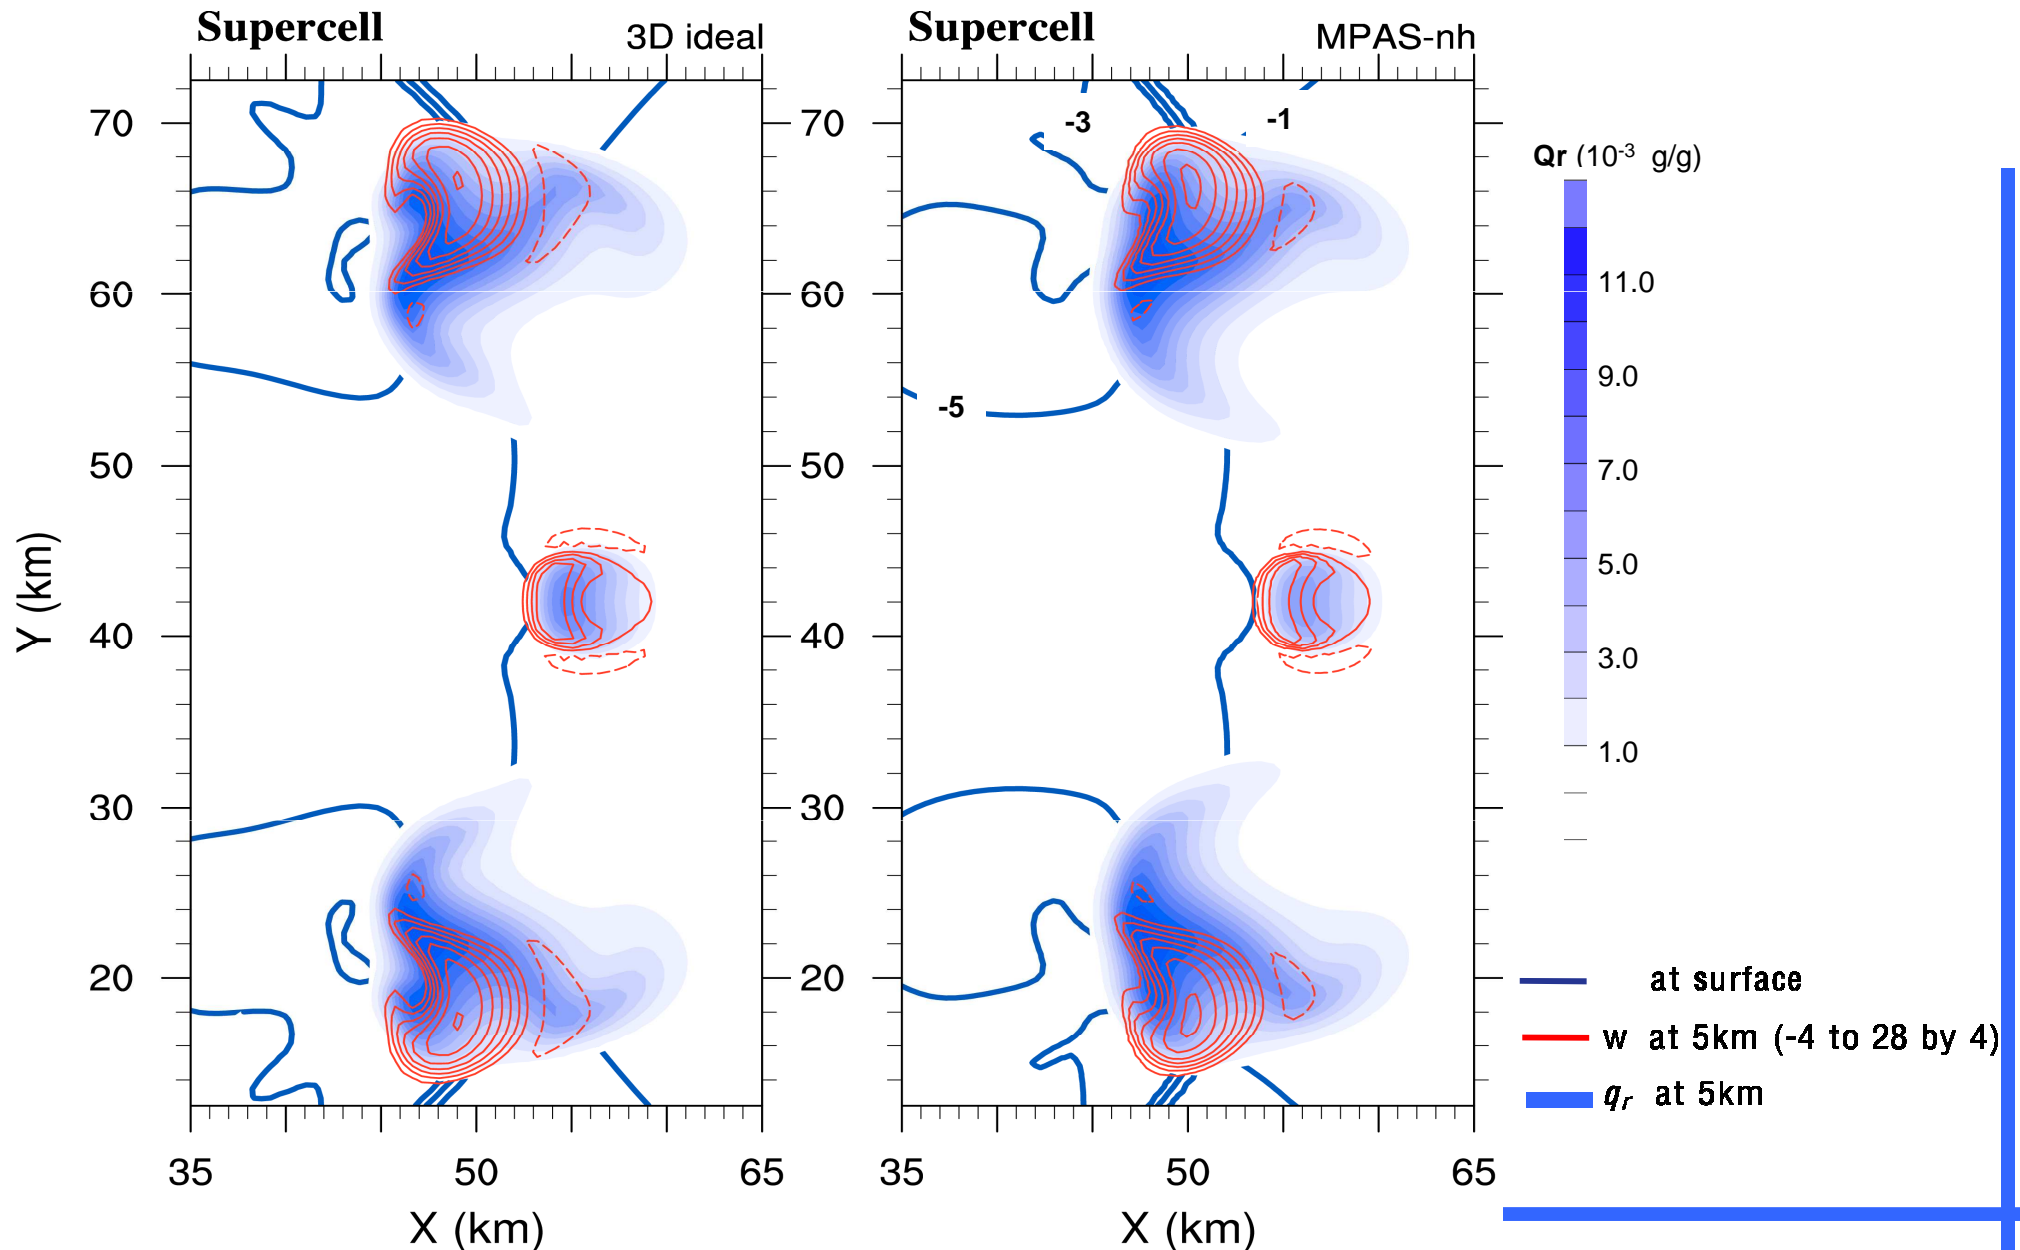 Supercell
3D ideal
Supercell
MPAS-nh
70
60
50
40
30
20
Y (km)
35
50
65
X (km)
70
60
50
40
30
20
-3
-1
-5
35
50
65
X (km)
Qr (10-3 g/g)
11.0
9.0
7.0
5.0
3.0
1.0
at surface
w at 5km (-4 to 28 by 4)
qr at 5km